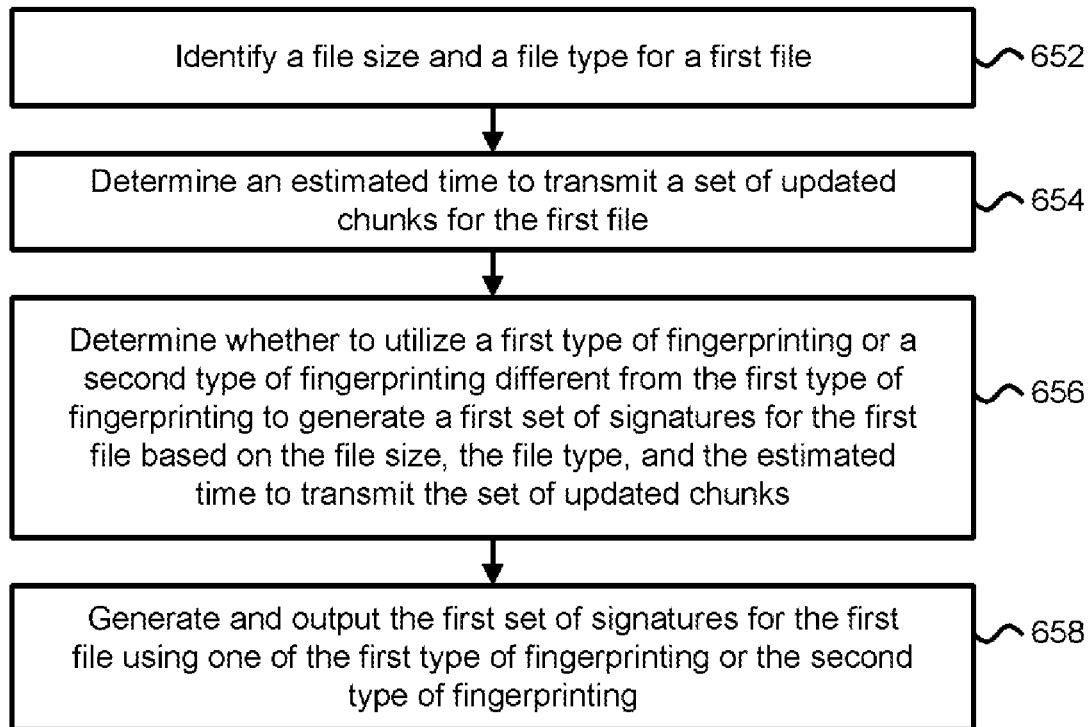 Identify a file size and a file type for a first file
652
Determine an estimated time to transmit a set of updated
chunks for the first file
654
Determine whether to utilize a first type of fingerprinting or a
second type of fingerprinting different from the first type of
fingerprinting to generate a first set of signatures for the first
file based on the file size, the file type, and the estimated
time to transmit the set of updated chunks
656
Generate and output the first set of signatures for the first
file using one of the first type of fingerprinting or the second
type of fingerprinting
658